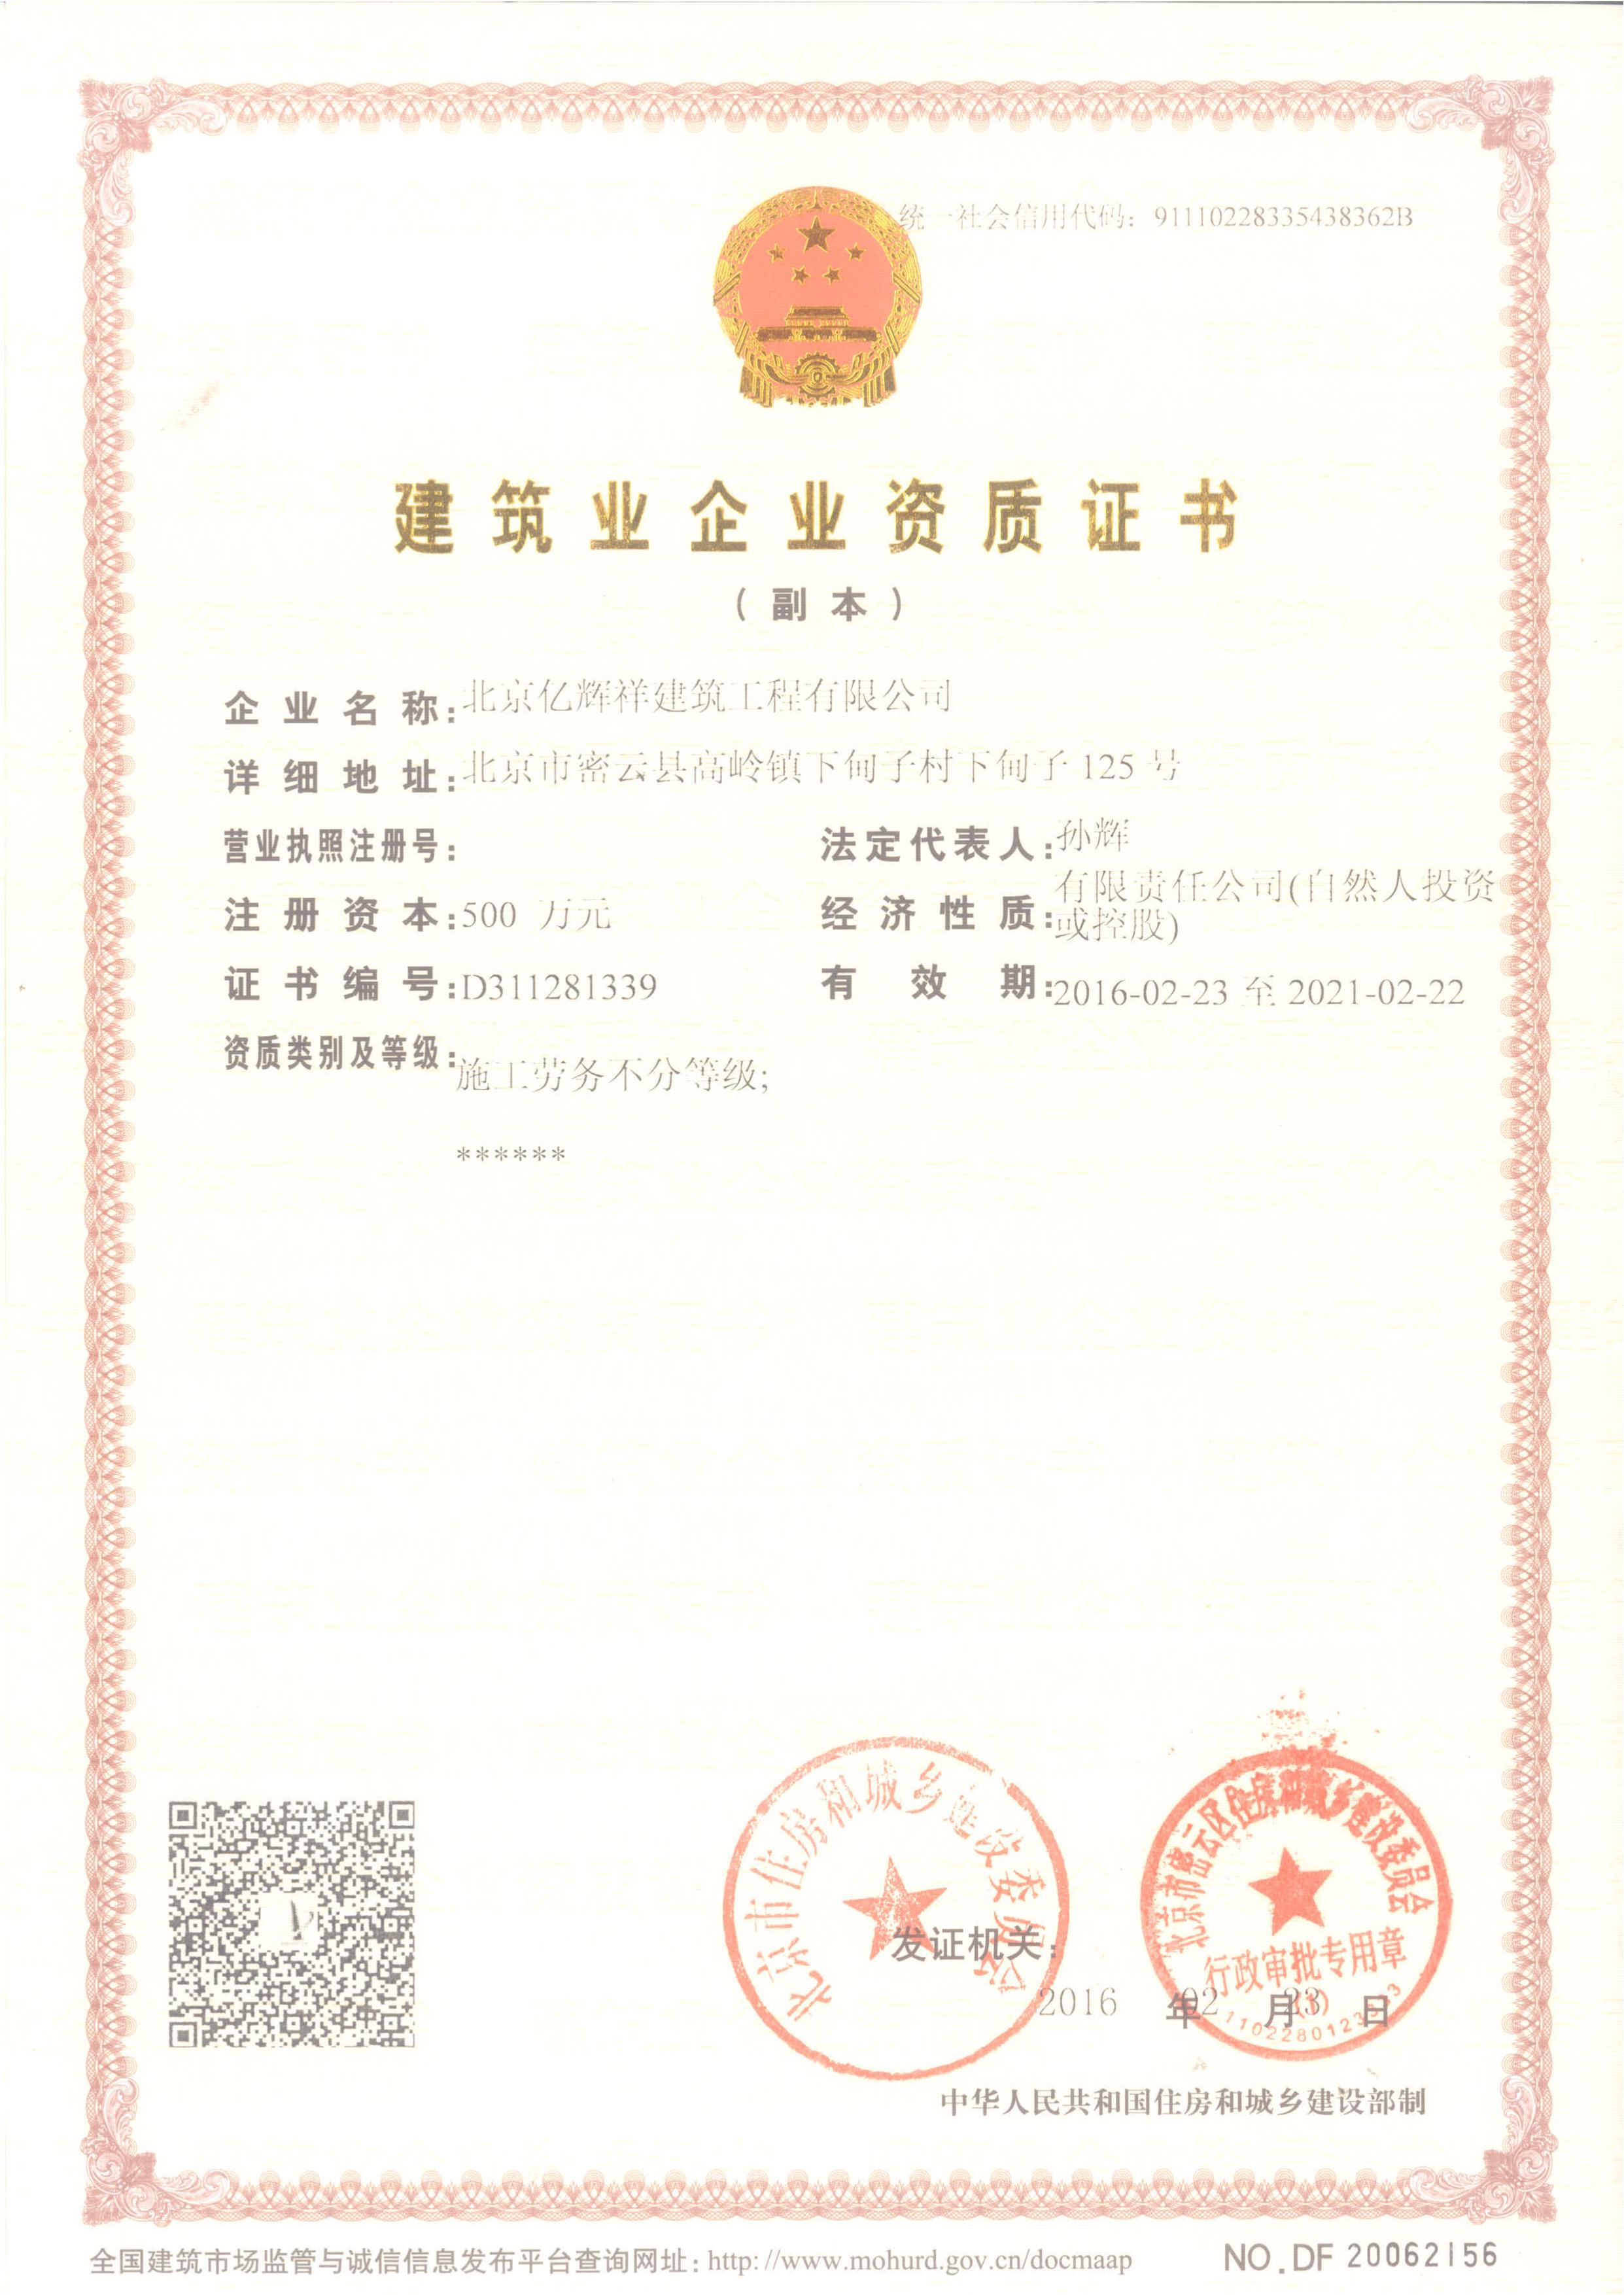 统一社会信用代码：91110228335438362B
建筑业企业资质证书
（副本）
企业名称：北京亿辉祥建筑工程有限公司
详细地址：北京市密云县高岭镇下甸子村下甸子 125 号
营业执照注册号：
法定代表人：孙辉
注册资本：500 万元
经济性质：有限责任公司(自然人投资
或控股)
证书编号：D311281339
有效期：2016-02-23 至 2021-02-22
资质类别及等级：
施工劳务不分等级;
******
北京市住房和城乡建设委员会
北京市密云区住房和城乡建设委员会
行政审批专用章
(1)
发证机关：
2016 年 02 月 23 日
中华人民共和国住房和城乡建设部制
全国建筑市场监管与诚信信息发布平台查询网址：http://www.mohurd.gov.cn/docmaap
NO.DF 20062156